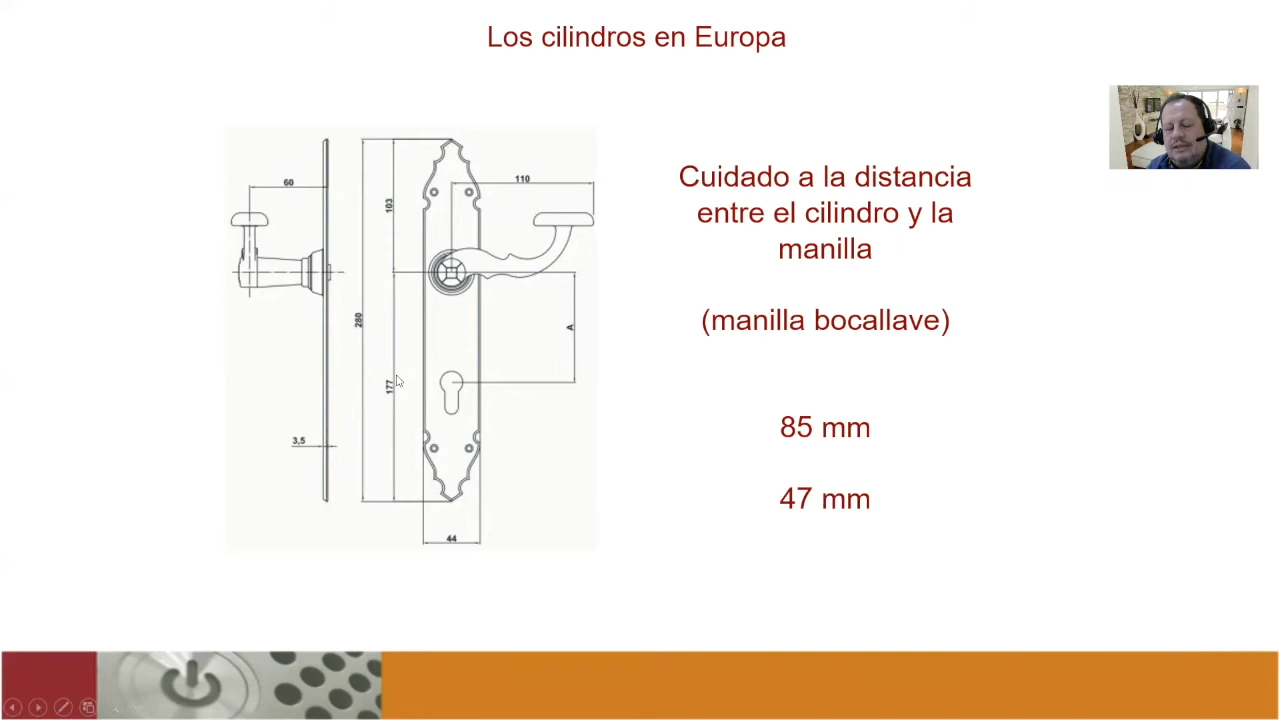 Los cilindros en Europa
Cuidado a la distancia
entre el cilindro y la
manilla
(manilla bocallave)
85 mm
47 mm
60
103
110
280
177
A
3,5
44